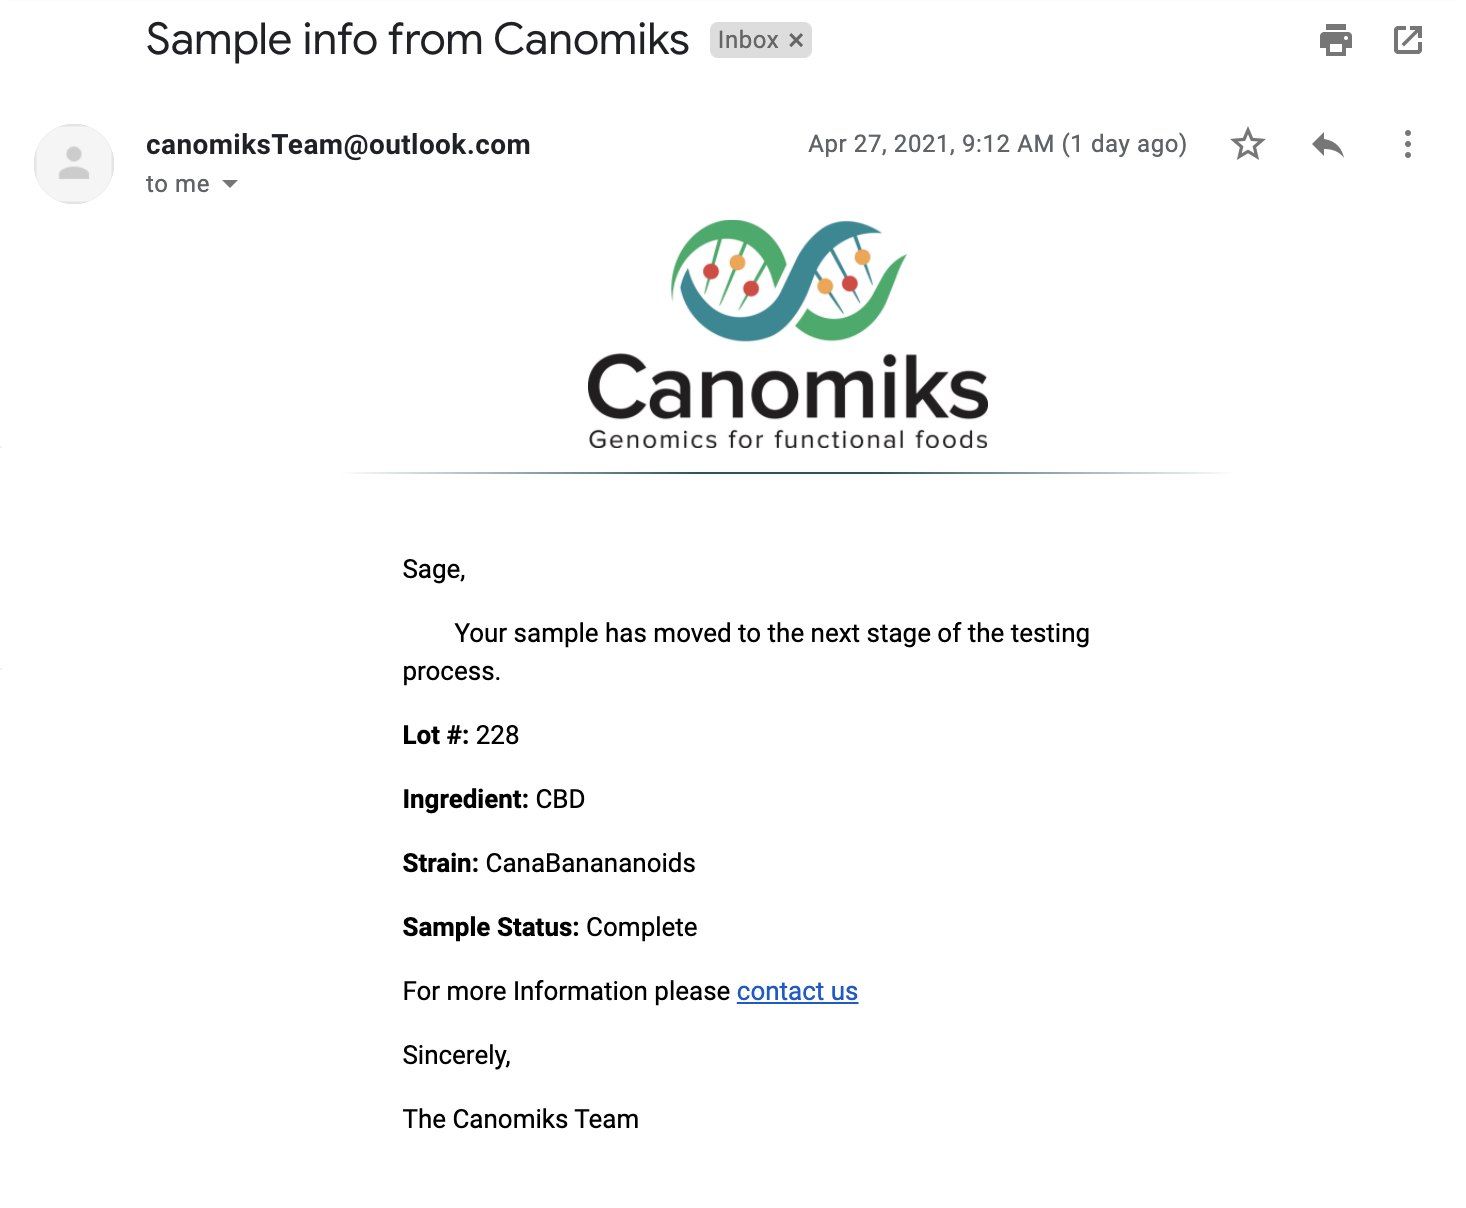 Sample info from Canomiks Inbox ×
canomiksTeam@outlook.com Apr 27, 2021, 9:12 AM (1 day ago)
to me
Canomiks
Genomics for functional foods
Sage,
Your sample has moved to the next stage of the testing
process.
Lot #: 228
Ingredient: CBD
Strain: CanaBanananoids
Sample Status: Complete
For more Information please contact us
Sincerely,
The Canomiks Team